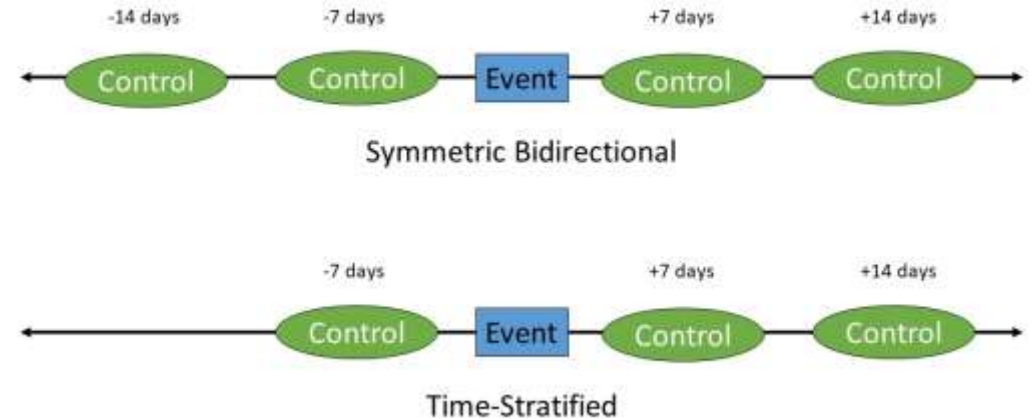 -14 days -7 days +7 days +14 days
Control Control Event Control Control
Symmetric Bidirectional
-7 days +7 days +14 days
Control Event Control Control
Time-Stratified